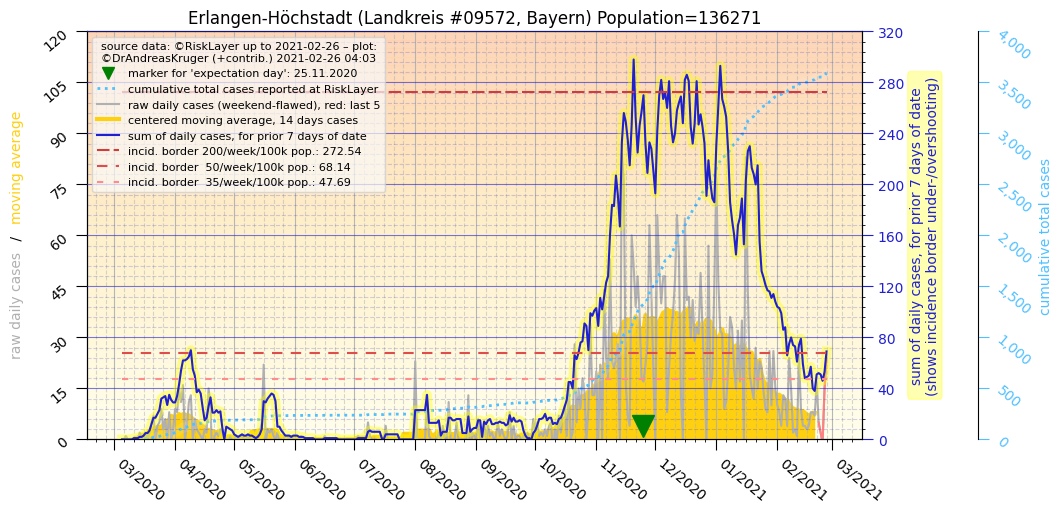 Erlangen-Höchstadt (Landkreis #09572, Bayern) Population=136271
source data: ©RiskLayer up to 2021-02-26 – plot:
©DrAndreasKruger (+contrib.) 2021-02-26 04:03
marker for 'expectation day': 25.11.2020
cumulative total cases reported at RiskLayer
raw daily cases (weekend-flawed), red: last 5
centered moving average, 14 days cases
sum of daily cases, for prior 7 days of date
incid. border 200/week/100k pop.: 272.54
incid. border  50/week/100k pop.: 68.14
incid. border  35/week/100k pop.: 47.69
raw daily cases / moving average
120
105
90
75
60
45
30
15
0
03/2020
04/2020
05/2020
06/2020
07/2020
08/2020
09/2020
10/2020
11/2020
12/2020
01/2021
02/2021
03/2021
320
280
240
200
160
120
80
40
0
sum of daily cases, for prior 7 days of date
(shows incidence border under-/overshooting)
4,000
3,500
3,000
2,500
2,000
1,500
1,000
500
0
cumulative total cases